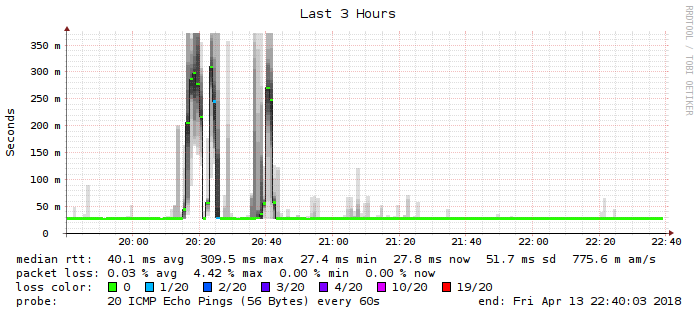 Last 3 Hours
RRDTOOL / TOBI OETIKER
Seconds
350 m
300 m
250 m
200 m
150 m
100 m
50 m
0
20:00 20:20 20:40 21:00 21:20 21:40 22:00 22:20 22:40
median rtt: 40.1 ms avg 309.5 ms max 27.4 ms min 27.8 ms now 51.7 ms sd 775.6 m am/s
packet loss: 0.03 % avg 4.42 % max 0.00 % min 0.00 % now
loss color: 0 1/20 2/20 3/20 4/20 10/20 19/20
probe: 20 ICMP Echo Pings (56 Bytes) every 60s end: Fri Apr 13 22:40:03 2018